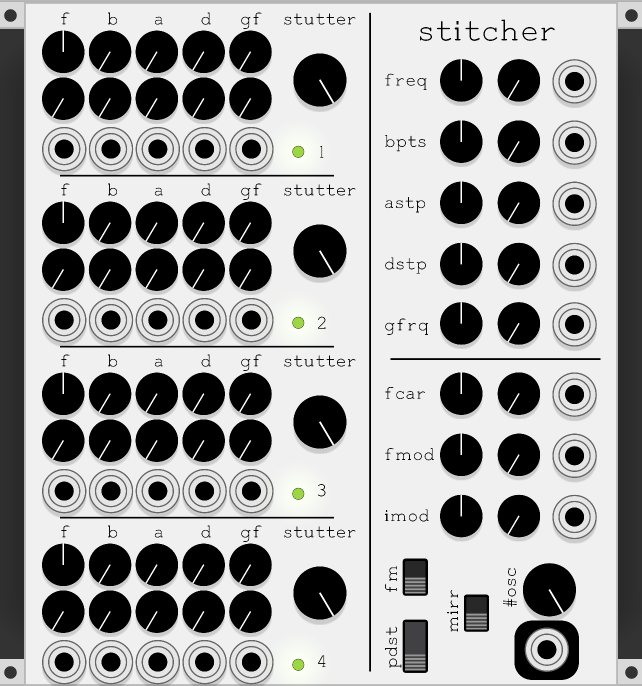 f b a d gf stutter
1
f b a d gf stutter
2
f b a d gf stutter
3
f b a d gf stutter
4
stitcher
freq
bpts
astp
dstp
gfrq
fcar
fmod
imod
fm
pdst
mirr
#osc